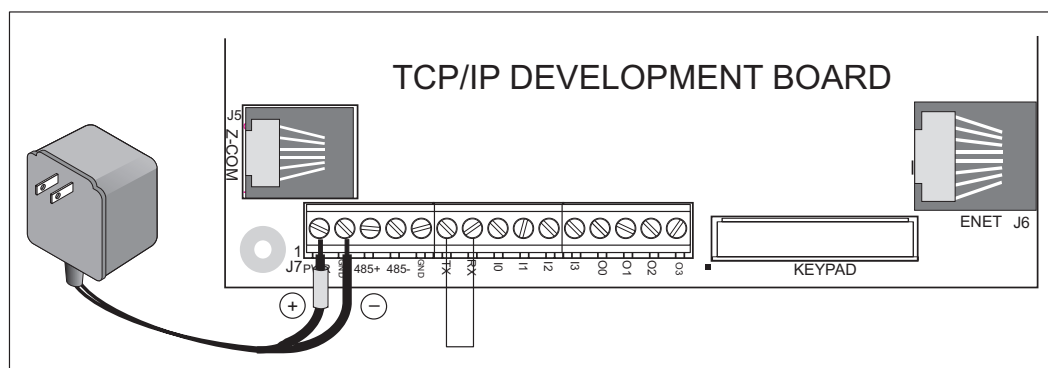 TCP/IP DEVELOPMENT BOARD
J5
Z-COM
ENET J6
1
J7 PWR GND 485+ 485- GND TX RX I0 I1 I2 I3 O0 O1 O2 O3
KEYPAD
+ −